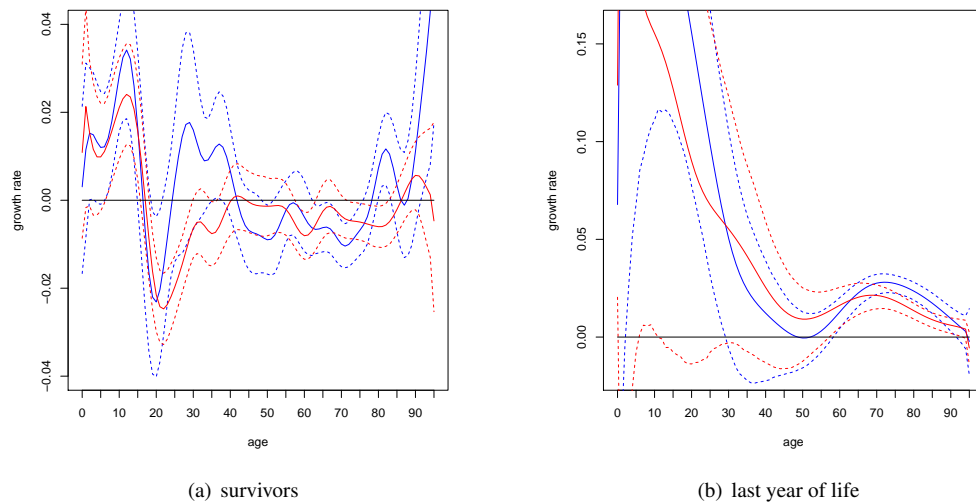 0.04
0.02
0.00
-0.02
-0.04
growth rate
0 10 20 30 40 50 60 70 80 90
age
(a) survivors
0.15
0.10
0.05
0.00
growth rate
0 10 20 30 40 50 60 70 80 90
age
(b) last year of life